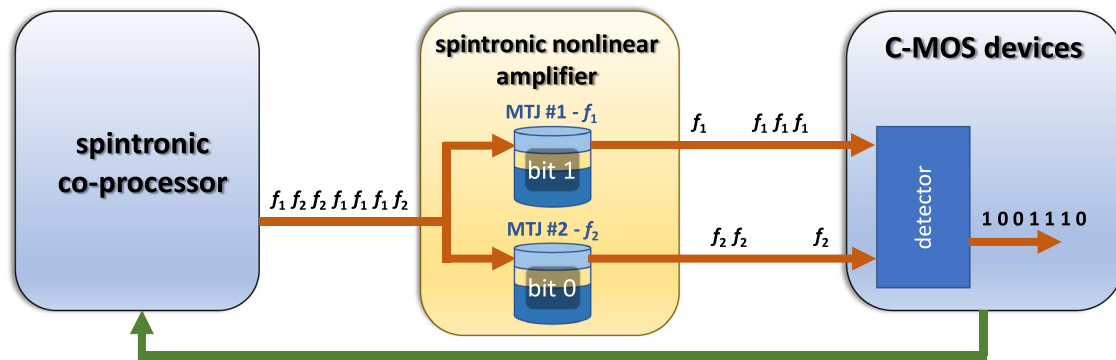 spintronic
co-processor
f1 f2 f2 f1 f1 f1 f2
spintronic nonlinear
amplifier
MTJ #1 - f1
bit 1
MTJ #2 - f2
bit 0
f1 f1 f1 f1
f2 f2 f2
C-MOS devices
detector
1 0 0 1 1 1 0